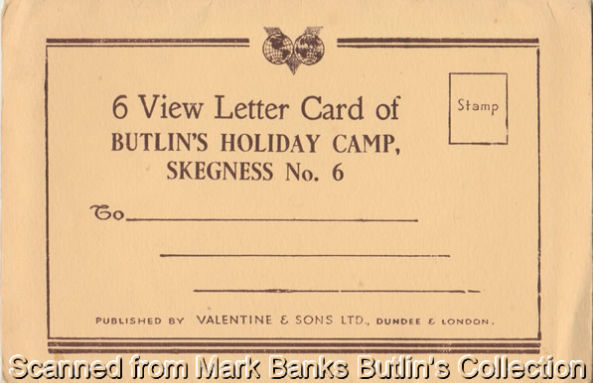 6 View Letter Card of
Stamp
BUTLIN'S HOLIDAY CAMP,
SKEGNESS No. 6
To
PUBLISHED BY VALENTINE & SONS LTD., DUNDEE & LONDON.
Scanned from Mark Banks Butlin's Collection